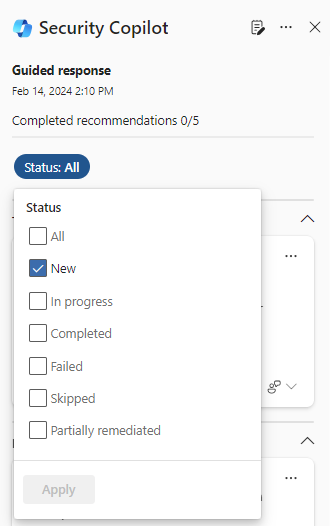 Security Copilot
Guided response
Feb 14, 2024 2:10 PM
Completed recommendations 0/5
Status: All
Status
All
New
In progress
Completed
Failed
Skipped
Partially remediated
Apply